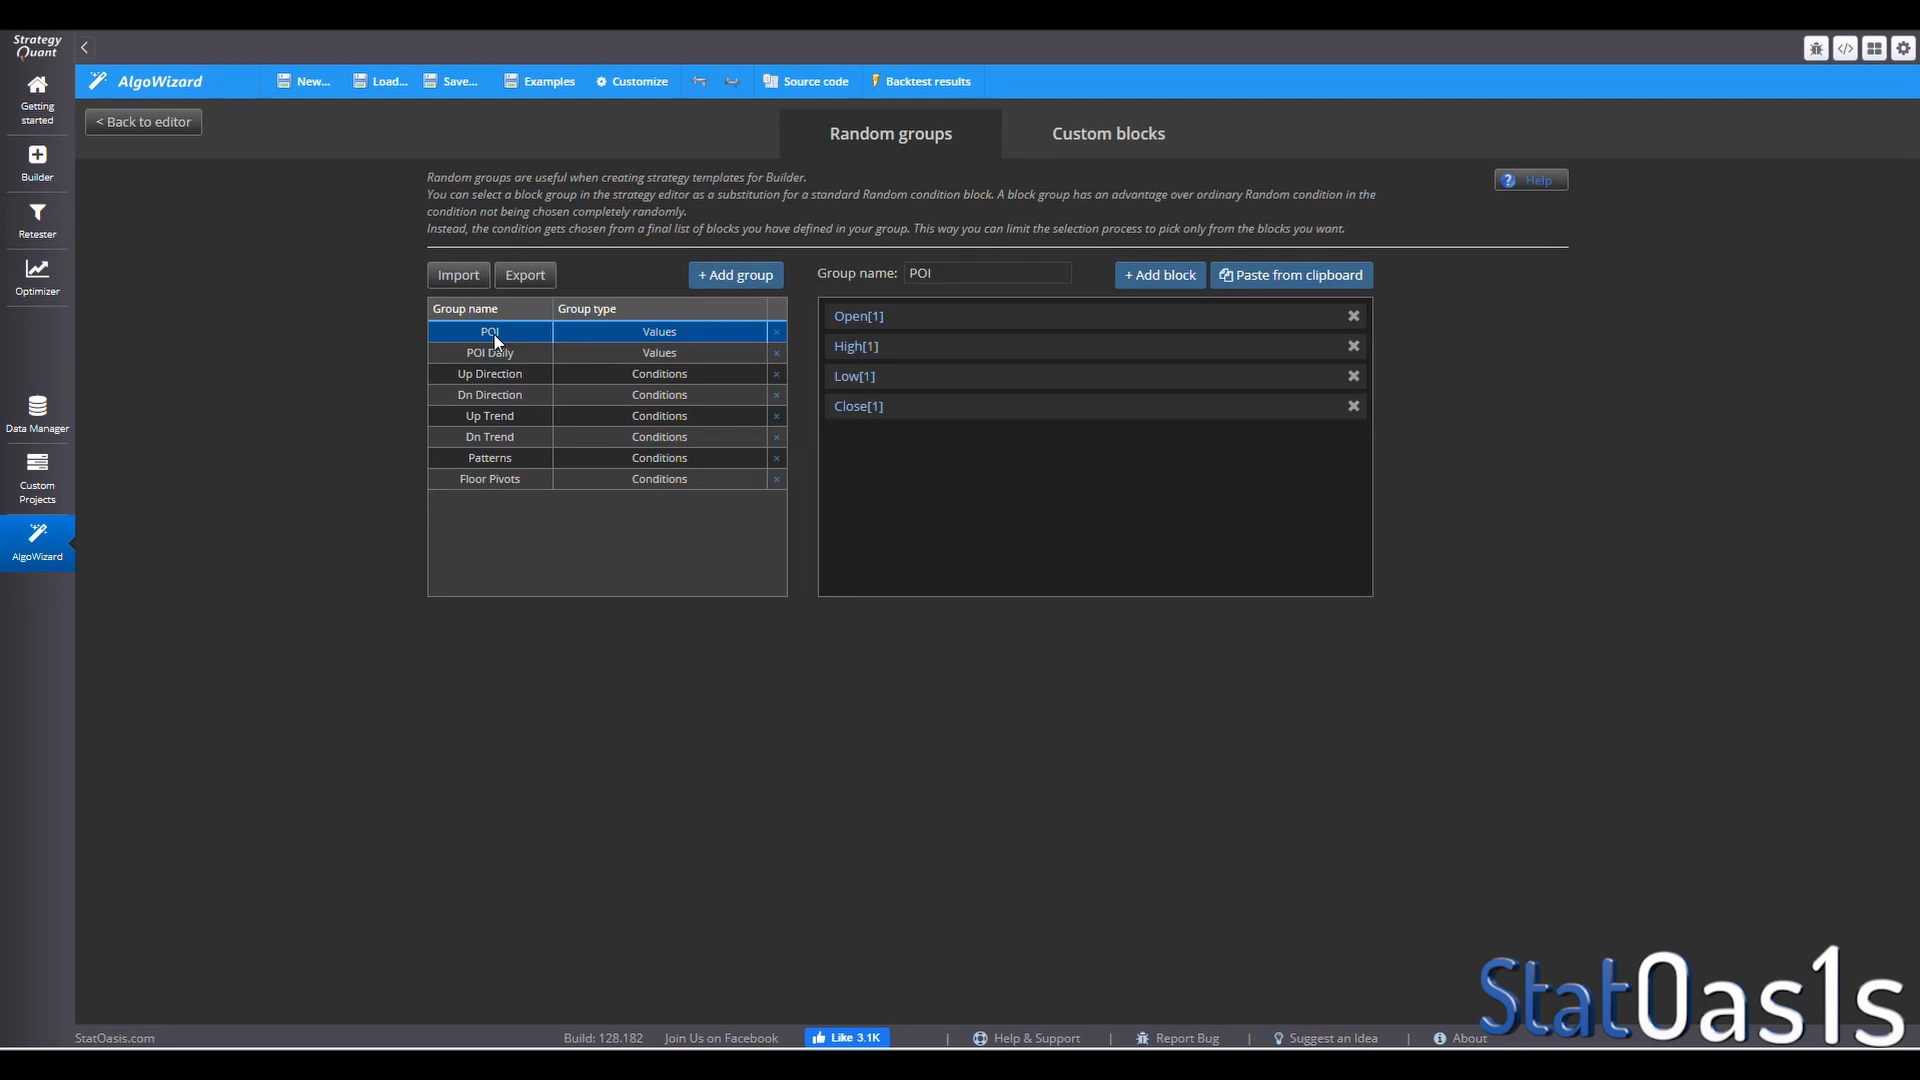 Strategy
Quant
AlgoWizard
New...
Load...
Save...
Examples
Customize
Source code
Backtest results
Getting
started
Builder
Retester
Optimizer
Data Manager
Custom
Projects
AlgoWizard
< Back to editor
Random groups
Custom blocks
Random groups are useful when creating strategy templates for Builder.
You can select a block group in the strategy editor as a substitution for a standard Random condition block. A block group has an advantage over ordinary Random condition in the
condition not being chosen completely randomly.
Instead, the condition gets chosen from a final list of blocks you have defined in your group. This way you can limit the selection process to pick only from the blocks you want.
? Help
Import
Export
+ Add group
Group name: POI
+ Add block
Paste from clipboard
Group name Group type
POI Values
POI Daily Values
Up Direction Conditions
Dn Direction Conditions
Up Trend Conditions
Dn Trend Conditions
Patterns Conditions
Floor Pivots Conditions
Open[1]
High[1]
Low[1]
Close[1]
StatOas1s
StatOasis.com
Build: 128.182
Join Us on Facebook
Like 3.1K
Help & Support
Report Bug
Suggest an Idea
About